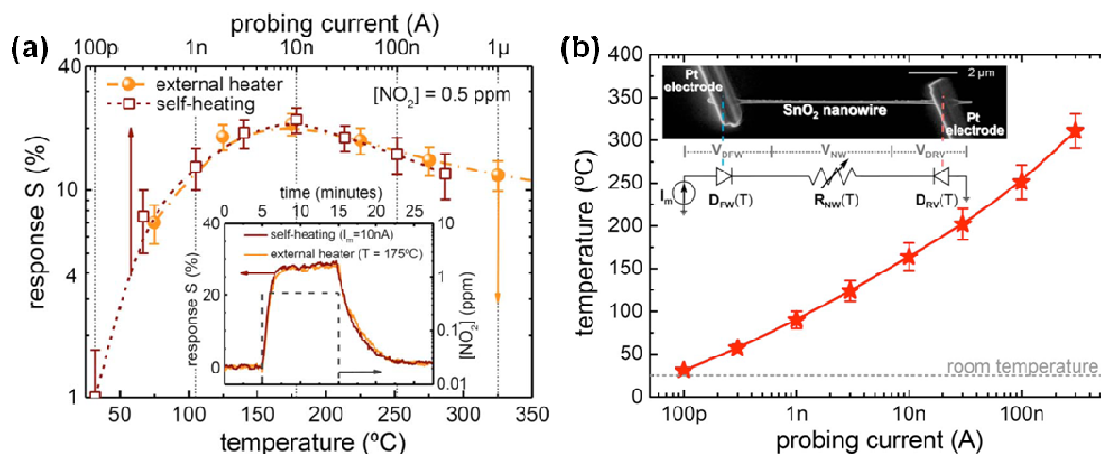 (a)
probing current (A)
100p 1n 10n 100n 1µ
external heater
self-heating
[NO2] = 0.5 ppm
response S (%)
40
10
4
1
time (minutes)
0 5 10 15 20 25
self-heating (Im=10nA)
external heater (T = 175ºC)
response S (%)
40
20
0
[NO2] (ppm)
10
1
0.1
0.01
50 100 150 200 250 300 350
temperature (ºC)
(b)
400
350
300
250
200
150
100
50
0
temperature (ºC)
Pt
electrode
2 µm
SnO2 nanowire
Pt
electrode
VDFW VNW VDRV
Im
DFW(T) RNW(T) DRV(T)
room temperature
100p 1n 10n 100n
probing current (A)